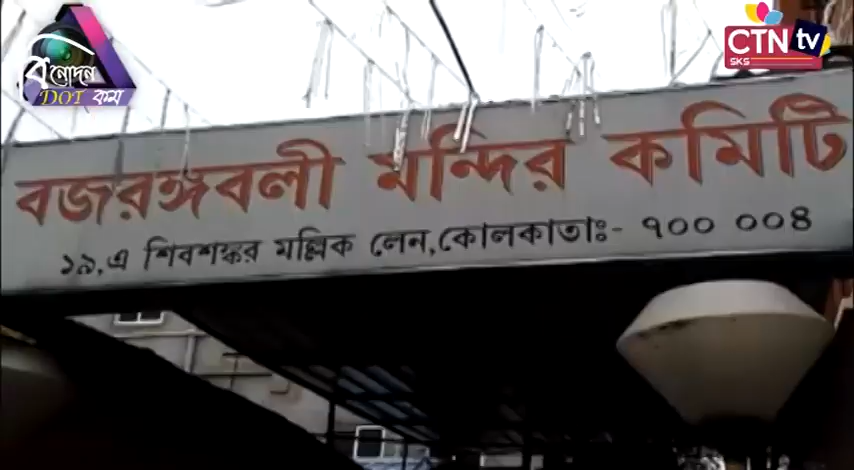 বিনোদন
DOT কম
CTN tv
SKS
বজরঙ্গবলী মন্দির কমিটি
১৯,এ শিবশঙ্কর মল্লিক লেন,কোলকাতাঃ- ৭০০ ০০৪